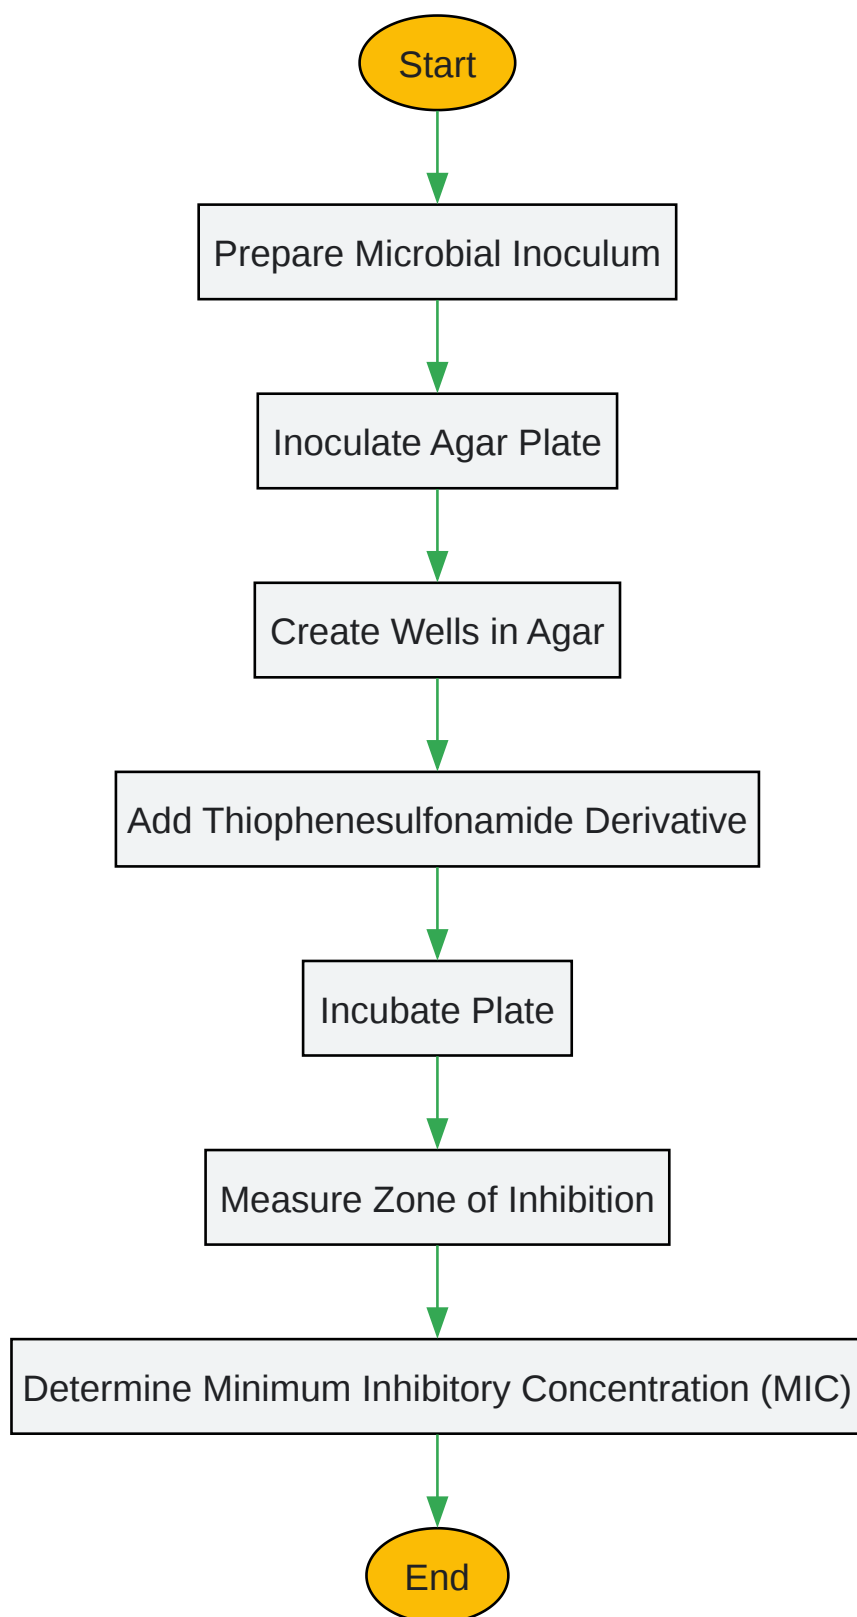 Start
Prepare Microbial Inoculum
Inoculate Agar Plate
Create Wells in Agar
Add Thiophenesulfonamide Derivative
Incubate Plate
Measure Zone of Inhibition
Determine Minimum Inhibitory Concentration (MIC)
End